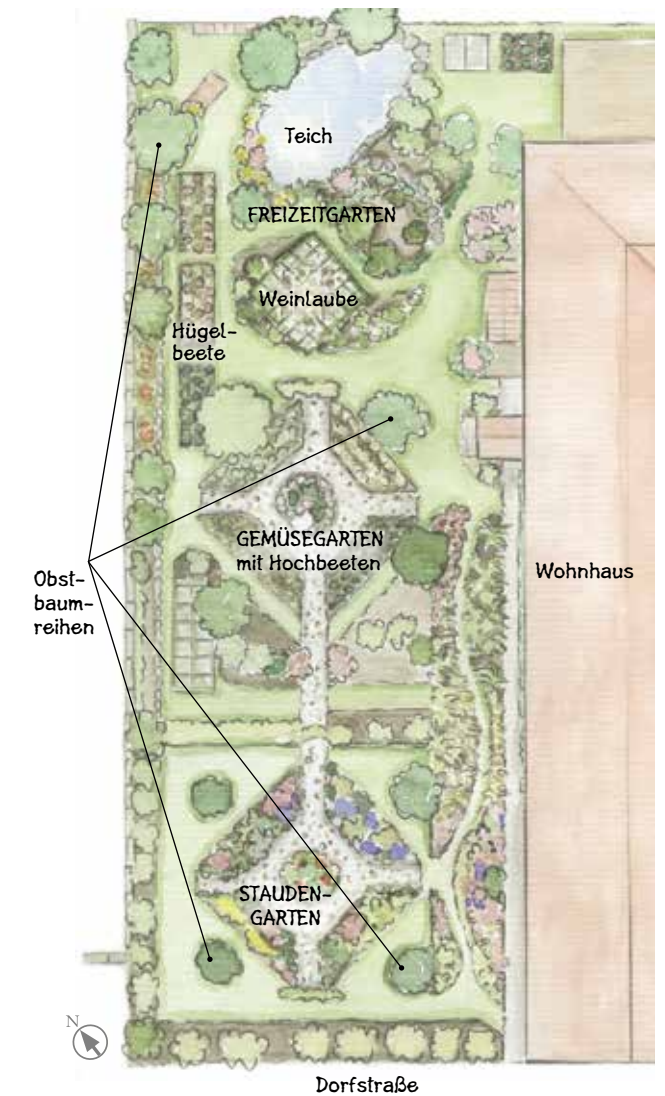 Teich
FREIZEITGARTEN
Weinlaube
Hügel-
beete
GEMÜSEGARTEN
mit Hochbeeten
Obst-
baum-
reihen
Wohnhaus
STAUDEN-
GARTEN
N
Dorfstraße